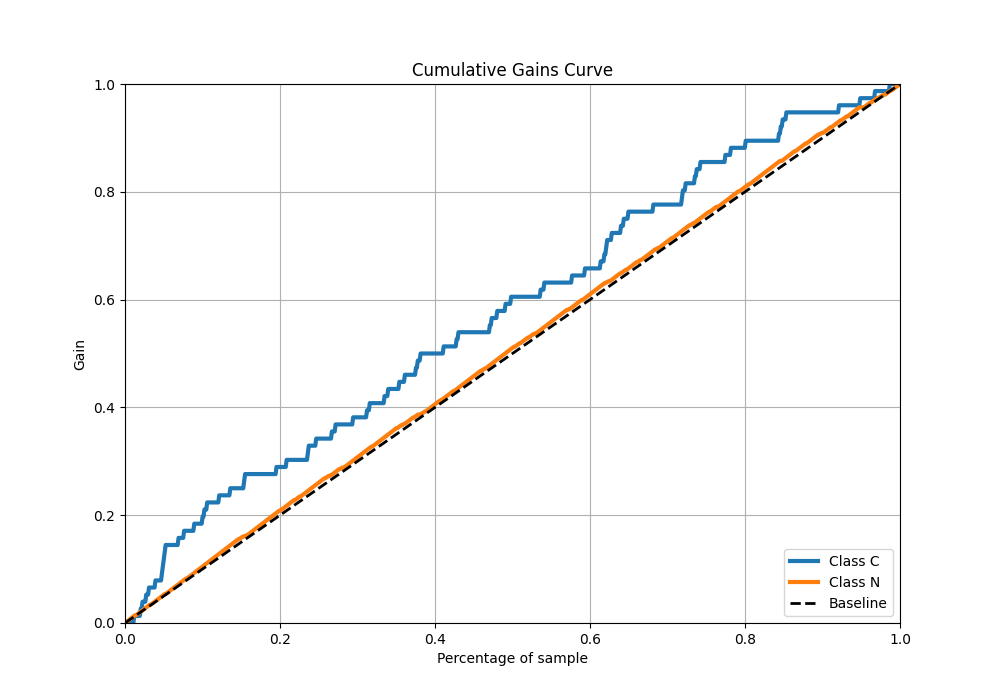 Cumulative Gains Curve
1.0
0.8
0.6
0.4
0.2
0.0
Gain
0.0 0.2 0.4 0.6 0.8 1.0
Percentage of sample
Class C
Class N
Baseline